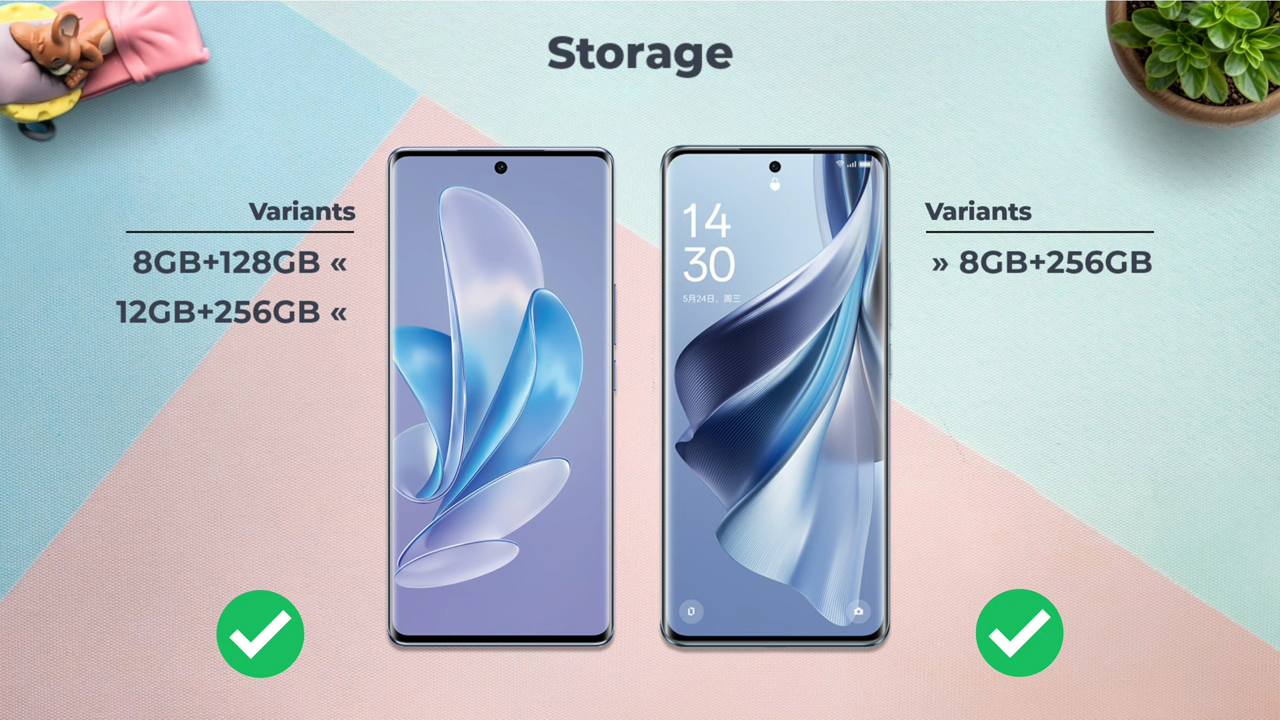 Storage
Variants
8GB+128GB «
12GB+256GB «
14
30
5月24日，周三
Variants
» 8GB+256GB